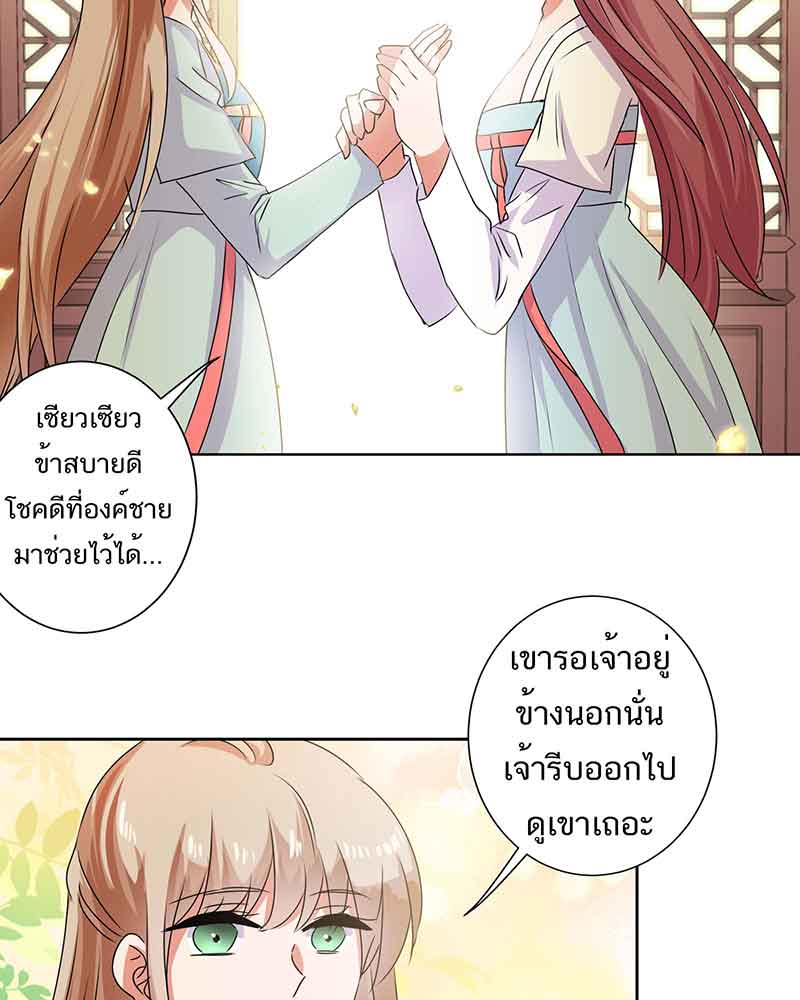 เซียวเซียว
ข้าสบายดี
โชคดีที่องค์ชาย
มาช่วยไว้ได้...
เขารอเจ้าอยู่
ข้างนอกนั่น
เจ้ารีบออกไป
ดูเขาเถอะ